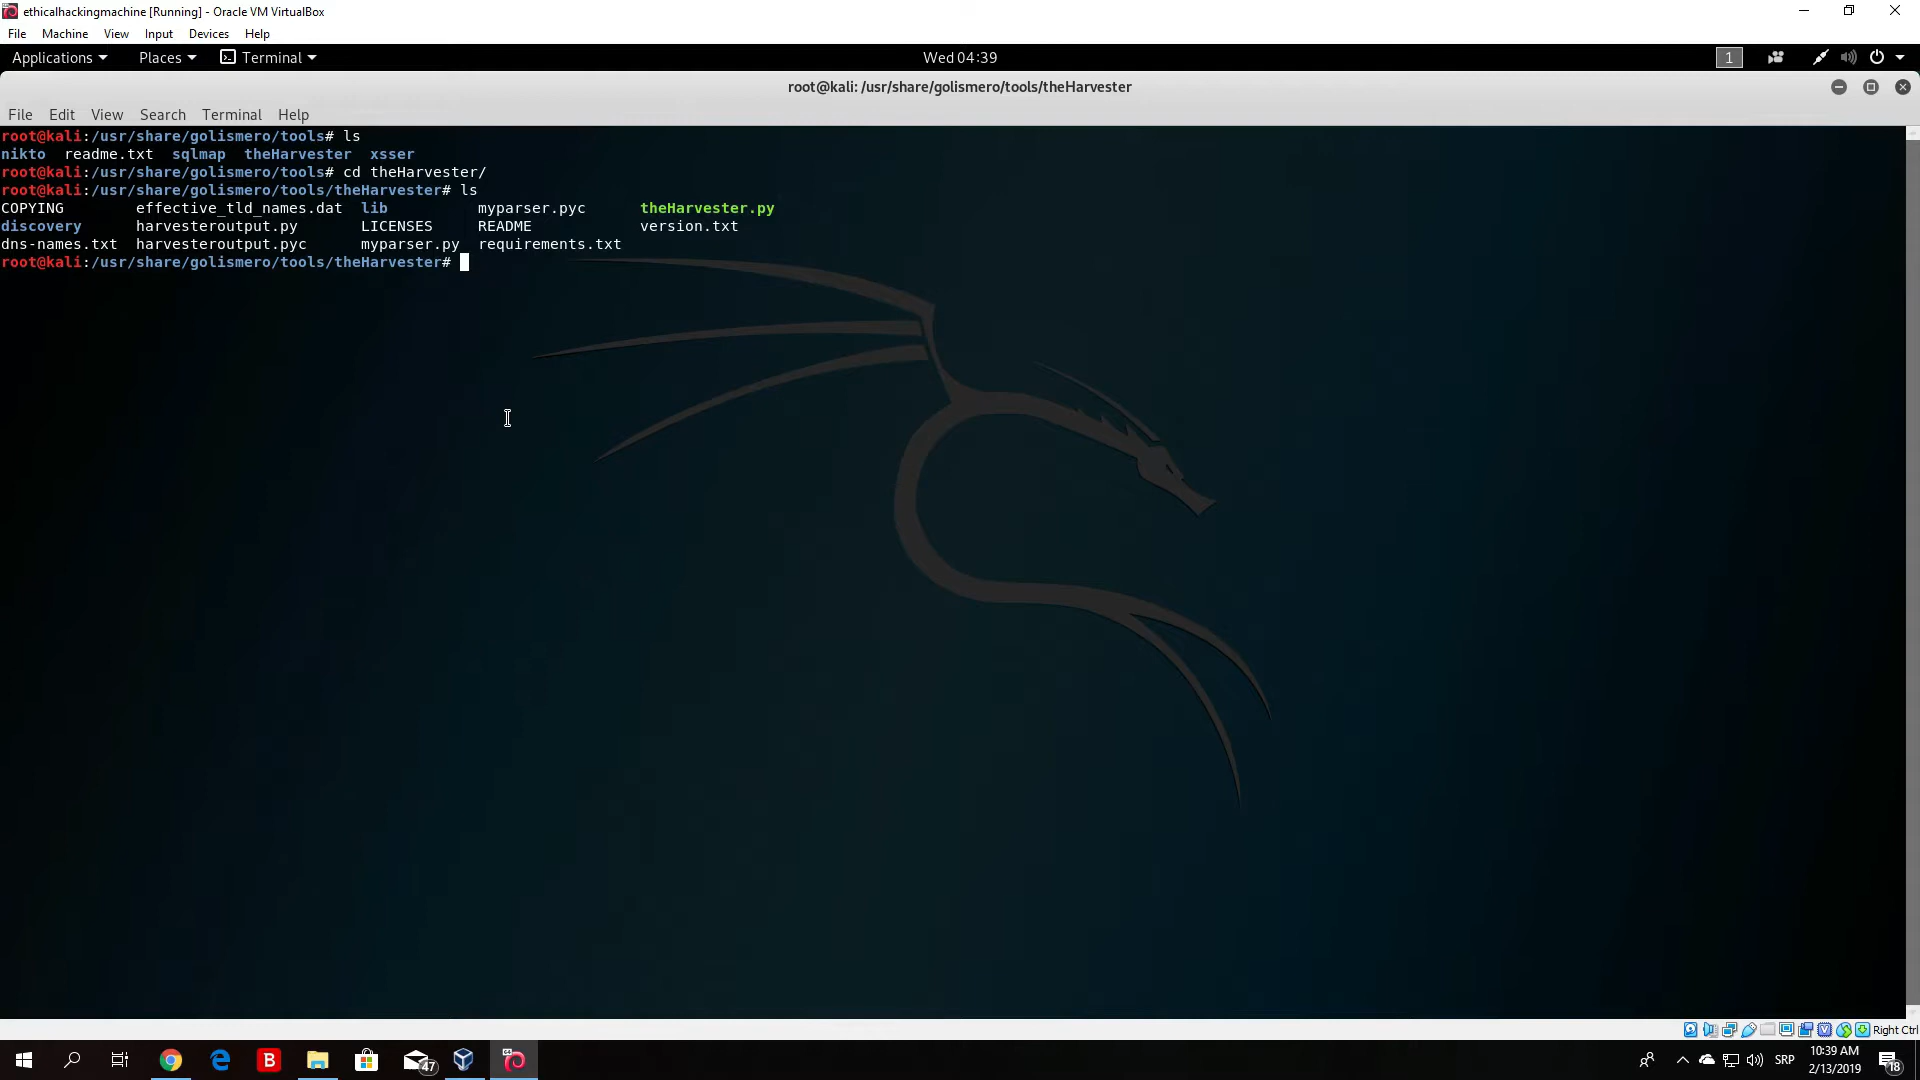 ethicalhackingmachine [Running] - Oracle VM VirtualBox
File Machine View Input Devices Help
Applications Places Terminal Wed 04:39 1
root@kali: /usr/share/golismero/tools/theHarvester
File Edit View Search Terminal Help
root@kali:/usr/share/golismero/tools# ls
nikto readme.txt sqlmap theHarvester xsser
root@kali:/usr/share/golismero/tools# cd theHarvester/
root@kali:/usr/share/golismero/tools/theHarvester# ls
COPYING effective_tld_names.dat lib myparser.pyc theHarvester.py
discovery harvesteroutput.py LICENSES README version.txt
dns-names.txt harvesteroutput.pyc myparser.py requirements.txt
root@kali:/usr/share/golismero/tools/theHarvester#
Right Ctrl
B 47 64 SRP 10:39 AM 18
2/13/2019